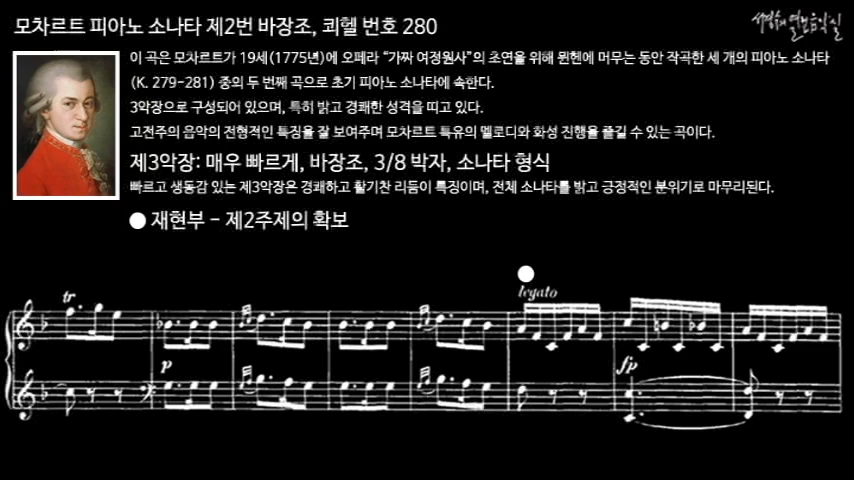 모차르트 피아노 소나타 제2번 바장조, 쾨헬 번호 280
서경하의 열린음악실
이 곡은 모차르트가 19세(1775년)에 오페라 “가짜 여정원사”의 초연을 위해 뮌헨에 머무는 동안 작곡한 세 개의 피아노 소나타
(K. 279-281) 중의 두 번째 곡으로 초기 피아노 소나타에 속한다.
3악장으로 구성되어 있으며, 특히 밝고 경쾌한 성격을 띠고 있다.
고전주의 음악의 전형적인 특징을 잘 보여주며 모차르트 특유의 멜로디와 화성 진행을 즐길 수 있는 곡이다.
제3악장: 매우 빠르게, 바장조, 3/8 박자, 소나타 형식
빠르고 생동감 있는 제3악장은 경쾌하고 활기찬 리듬이 특징이며, 전체 소나타를 밝고 긍정적인 분위기로 마무리된다.
● 재현부 - 제2주제의 확보
tr
legato
p
fp